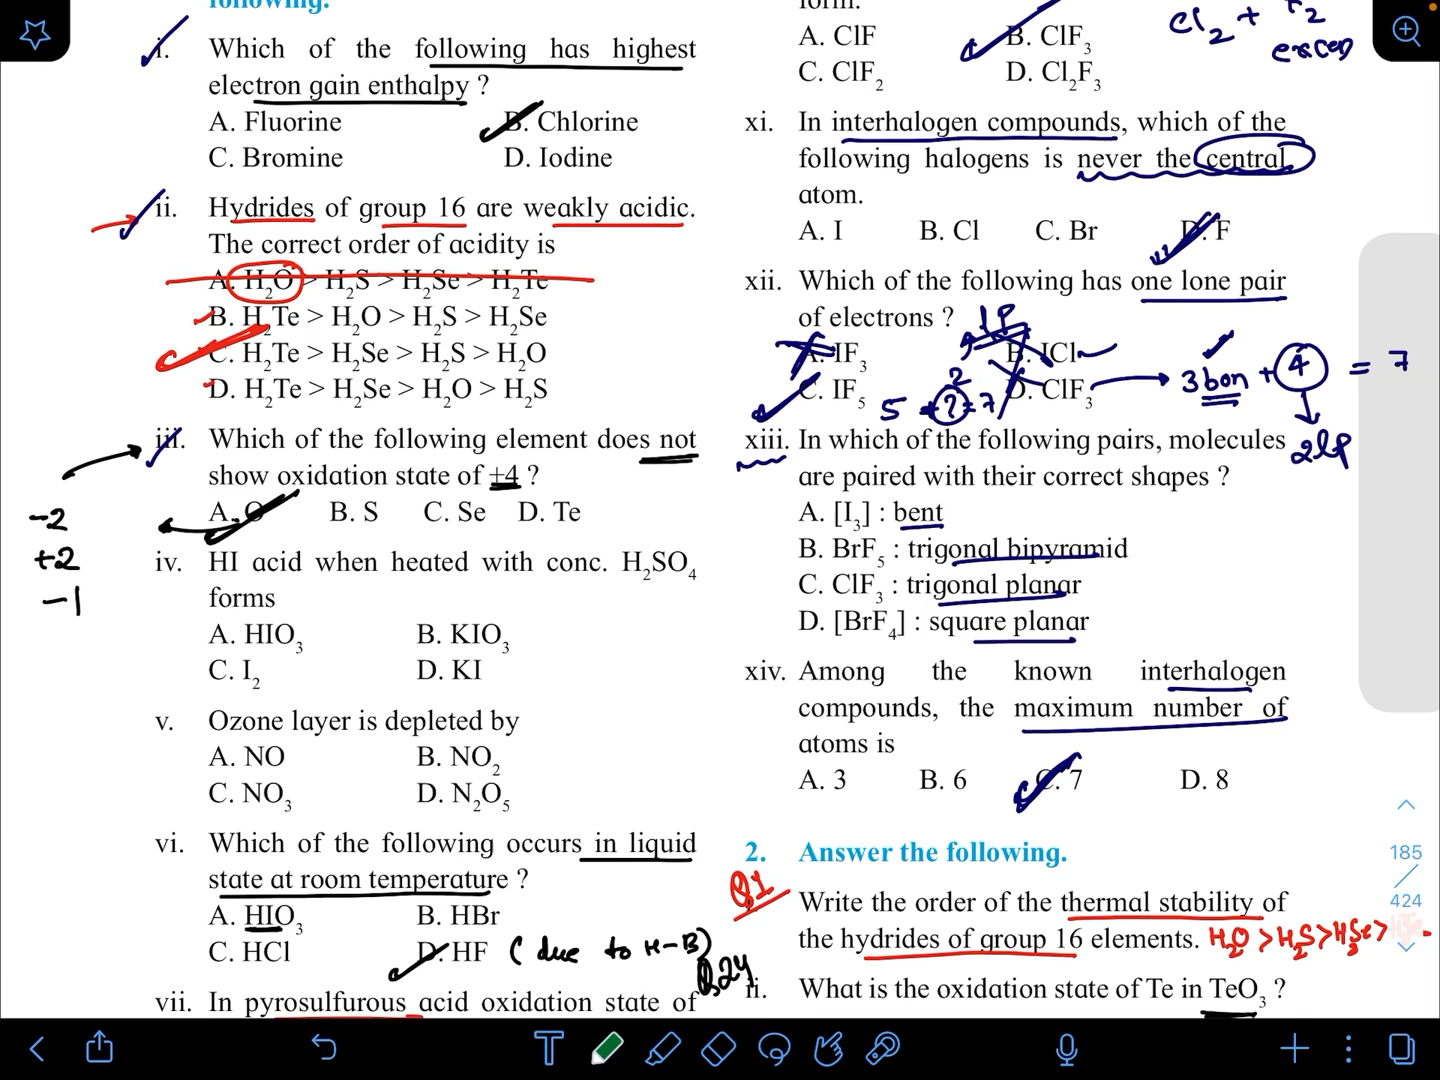 following.
i. Which of the following has highest
electron gain enthalpy ?
A. Fluorine B. Chlorine
C. Bromine D. Iodine
ii. Hydrides of group 16 are weakly acidic.
The correct order of acidity is
A. H₂O > H₂S > H₂Se > H₂Te
B. H₂Te > H₂O > H₂S > H₂Se
C. H₂Te > H₂Se > H₂S > H₂O
D. H₂Te > H₂Se > H₂O > H₂S
iii. Which of the following element does not
show oxidation state of +4 ?
A. O B. S C. Se D. Te
-2
+2
-1
iv. HI acid when heated with conc. H₂SO₄
forms
A. HIO₃ B. KIO₃
C. I₂ D. KI
v. Ozone layer is depleted by
A. NO B. NO₂
C. NO₃ D. N₂O₅
vi. Which of the following occurs in liquid
state at room temperature ?
A. HIO₃ B. HBr
C. HCl D. HF (due to H-B)
vii. In pyrosulfurous acid oxidation state of
form.
A. ClF B. ClF₃
C. ClF₂ D. Cl₂F₃
Cl₂ + F₂
xi. In interhalogen compounds, which of the
following halogens is never the central
atom.
A. I B. Cl C. Br D. F
xii. Which of the following has one lone pair
of electrons ?
1P
A. IF₃ B. ICl
C. IF₅ D. ClF₃
5 + ? = 7
2
3 bon + 4 = 7
2lp
xiii. In which of the following pairs, molecules
are paired with their correct shapes ?
A. [I₃] : bent
B. BrF₅ : trigonal bipyramid
C. ClF₃ : trigonal planar
D. [BrF₄] : square planar
xiv. Among the known interhalogen
compounds, the maximum number of
atoms is
A. 3 B. 6 C. 7 D. 8
2. Answer the following.
Q1
Write the order of the thermal stability of
the hydrides of group 16 elements. H₂O > H₂S > H₂Se >
Q.24
ii. What is the oxidation state of Te in TeO₃ ?
185
424
T